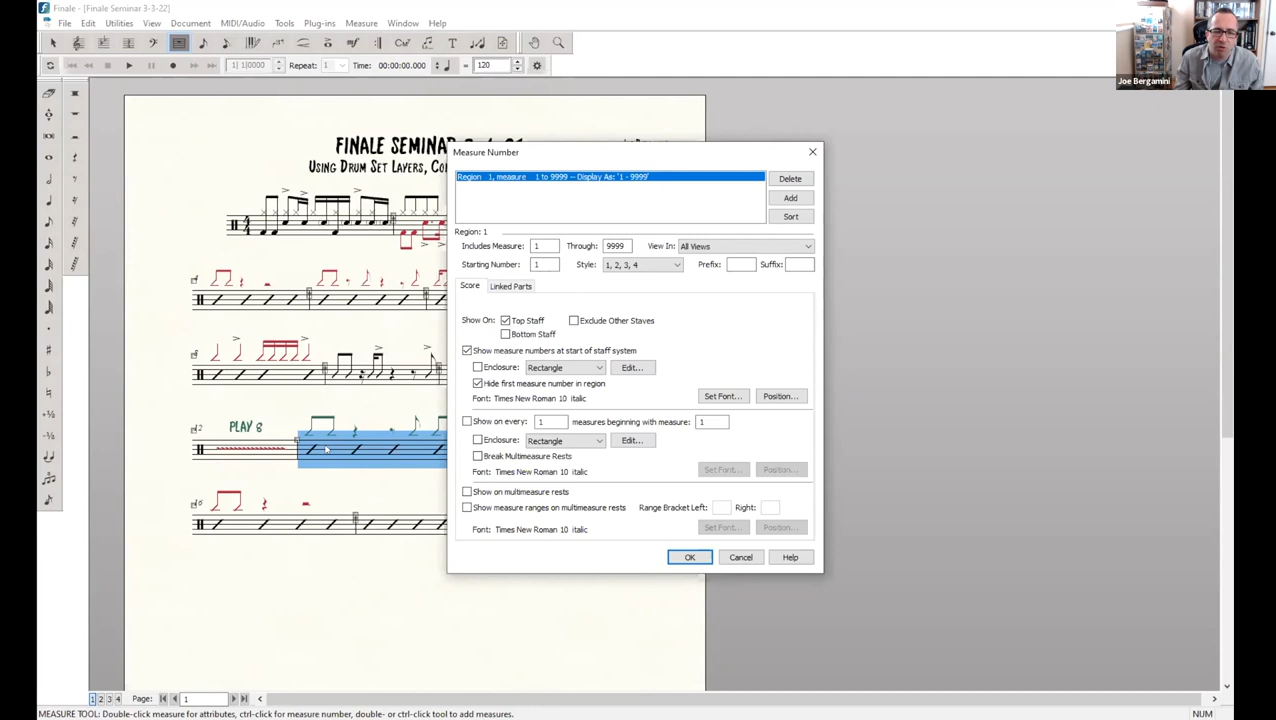 Finale - [Finale Seminar 3-3-22]
File Edit Utilities View Document MIDI/Audio Tools Plug-ins Measure Window Help
Repeat: 1 Time: 00:00:00.000 = 120
Joe Bergamini
FINALE SEMINAR
USING DRUM SET LAYERS,
Measure Number
Region 1, measure 1 to 9999 -- Display As: '1 - 9999'
Delete
Add
Sort
Region: 1
Includes Measure: 1 Through: 9999 View In: All Views
Starting Number: 1 Style: 1, 2, 3, 4 Prefix: Suffix:
Score Linked Parts
Show On: Top Staff Exclude Other Staves
Bottom Staff
Show measure numbers at start of staff system
Enclosure: Rectangle Edit...
Hide first measure number in region
Font: Times New Roman 10 italic Set Font... Position...
Show on every: 1 measures beginning with measure: 1
Enclosure: Rectangle Edit...
Break Multimeasure Rests
Font: Times New Roman 10 italic Set Font... Position...
Show on multimeasure rests
Show measure ranges on multimeasure rests Range Bracket Left: Right:
Font: Times New Roman 10 italic Set Font... Position...
OK Cancel Help
PLAY 8
1 2 3 4 Page: 1
MEASURE TOOL: Double-click measure for attributes, ctrl-click for measure number, double- or ctrl-click tool to add measures. NUM